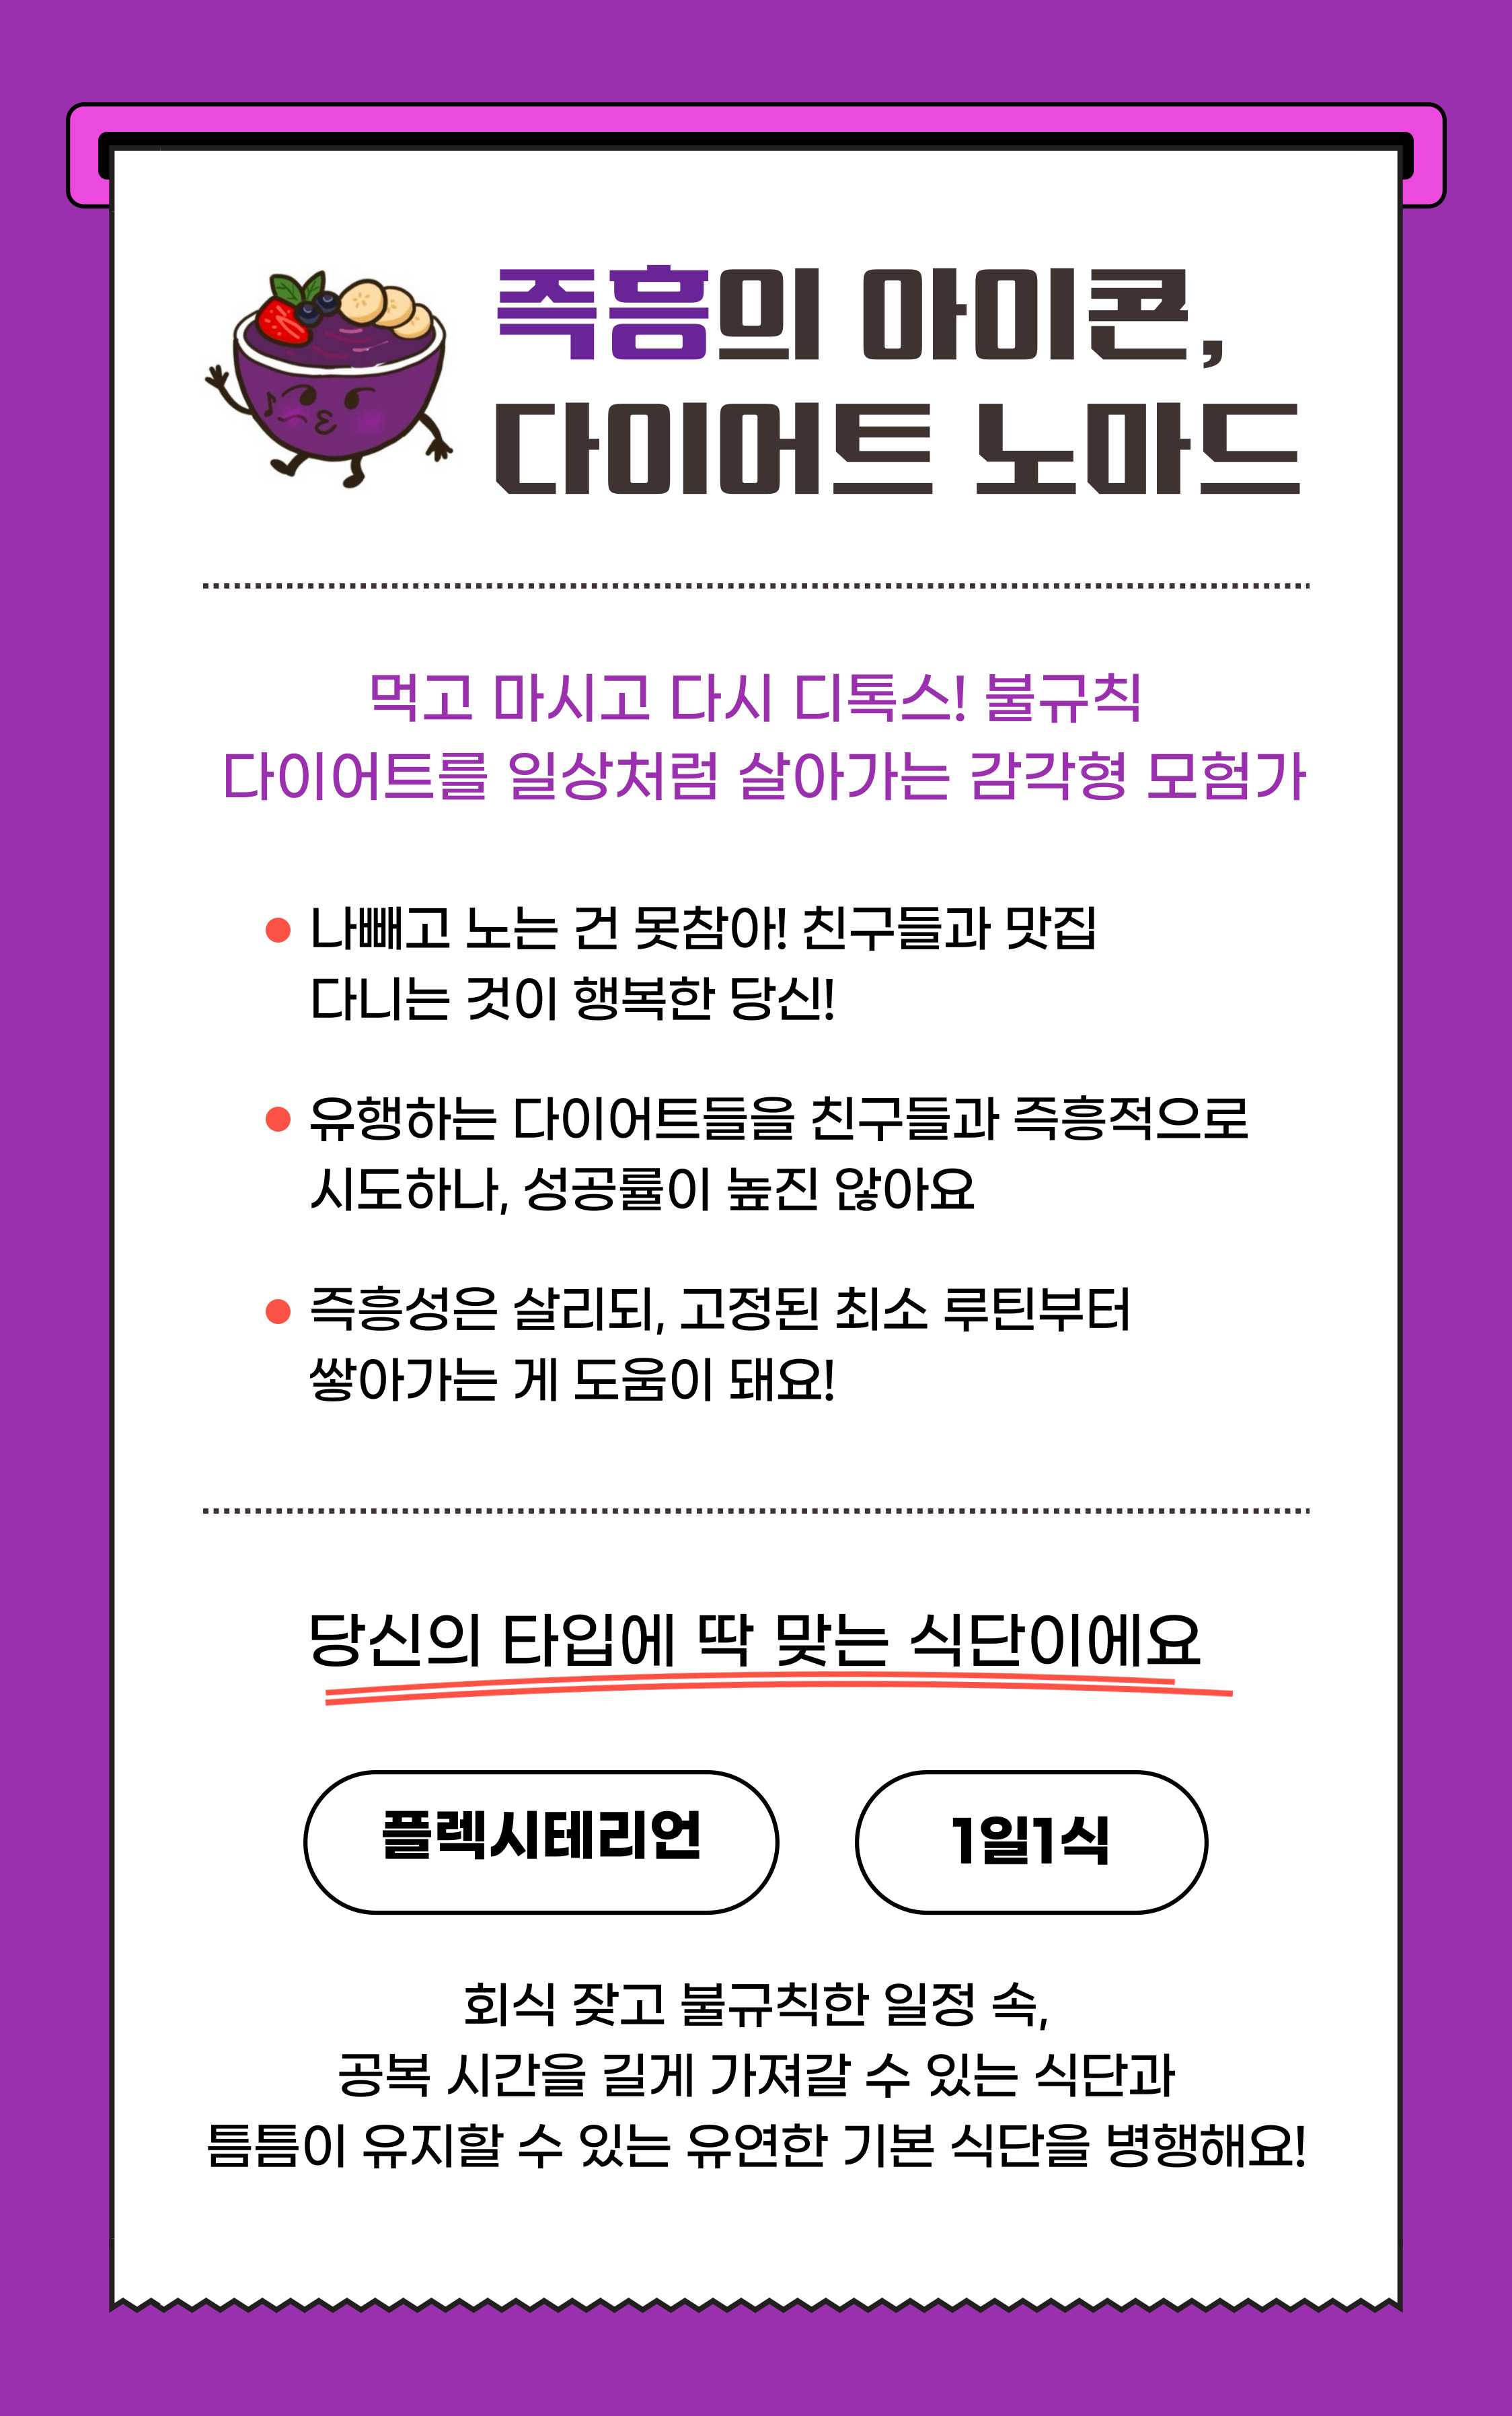 즉흥의 아이콘,
다이어트 노마드
먹고 마시고 다시 디톡스! 불규칙
다이어트를 일상처럼 살아가는 감각형 모험가
나빼고 노는 건 못참아! 친구들과 맛집
다니는 것이 행복한 당신!
유행하는 다이어트들을 친구들과 즉흥적으로
시도하나, 성공률이 높진 않아요
즉흥성은 살리되, 고정된 최소 루틴부터
쌓아가는 게 도움이 돼요!
당신의 타입에 딱 맞는 식단이에요
플렉시테리언
1일1식
회식 잦고 불규칙한 일정 속,
공복 시간을 길게 가져갈 수 있는 식단과
틈틈이 유지할 수 있는 유연한 기본 식단을 병행해요!